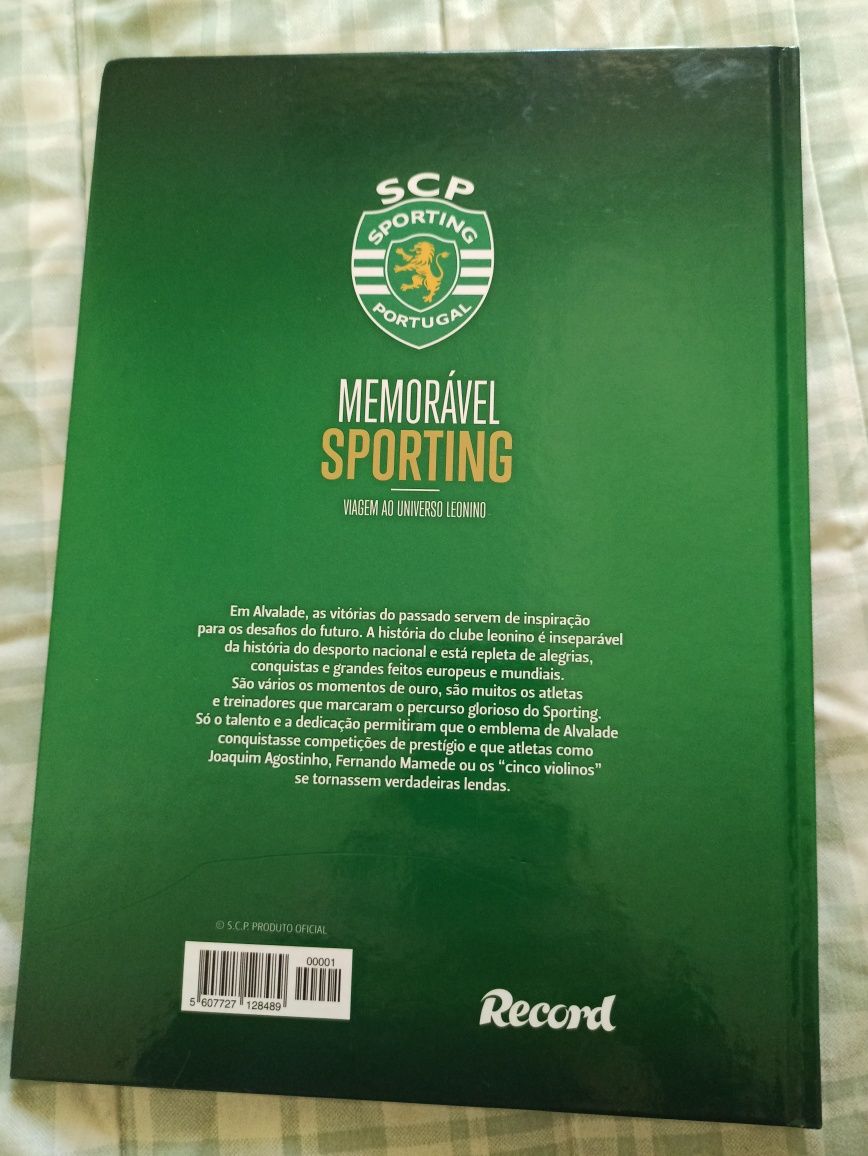 SCP
SPORTING
PORTUGAL
MEMORÁVEL
SPORTING
VIAGEM AO UNIVERSO LEONINO
Em Alvalade, as vitórias do passado servem de inspiração
para os desafios do futuro. A história do clube leonino é inseparável
da história do desporto nacional e está repleta de alegrias,
conquistas e grandes feitos europeus e mundiais.
São vários os momentos de ouro, são muitos os atletas
e treinadores que marcaram o percurso glorioso do Sporting.
Só o talento e a dedicação permitiram que o emblema de Alvalade
conquistasse competições de prestígio e que atletas como
Joaquim Agostinho, Fernando Mamede ou os “cinco violinos”
se tornassem verdadeiras lendas.
© S.C.P. PRODUTO OFICIAL
00001
5 607727 128489
Record